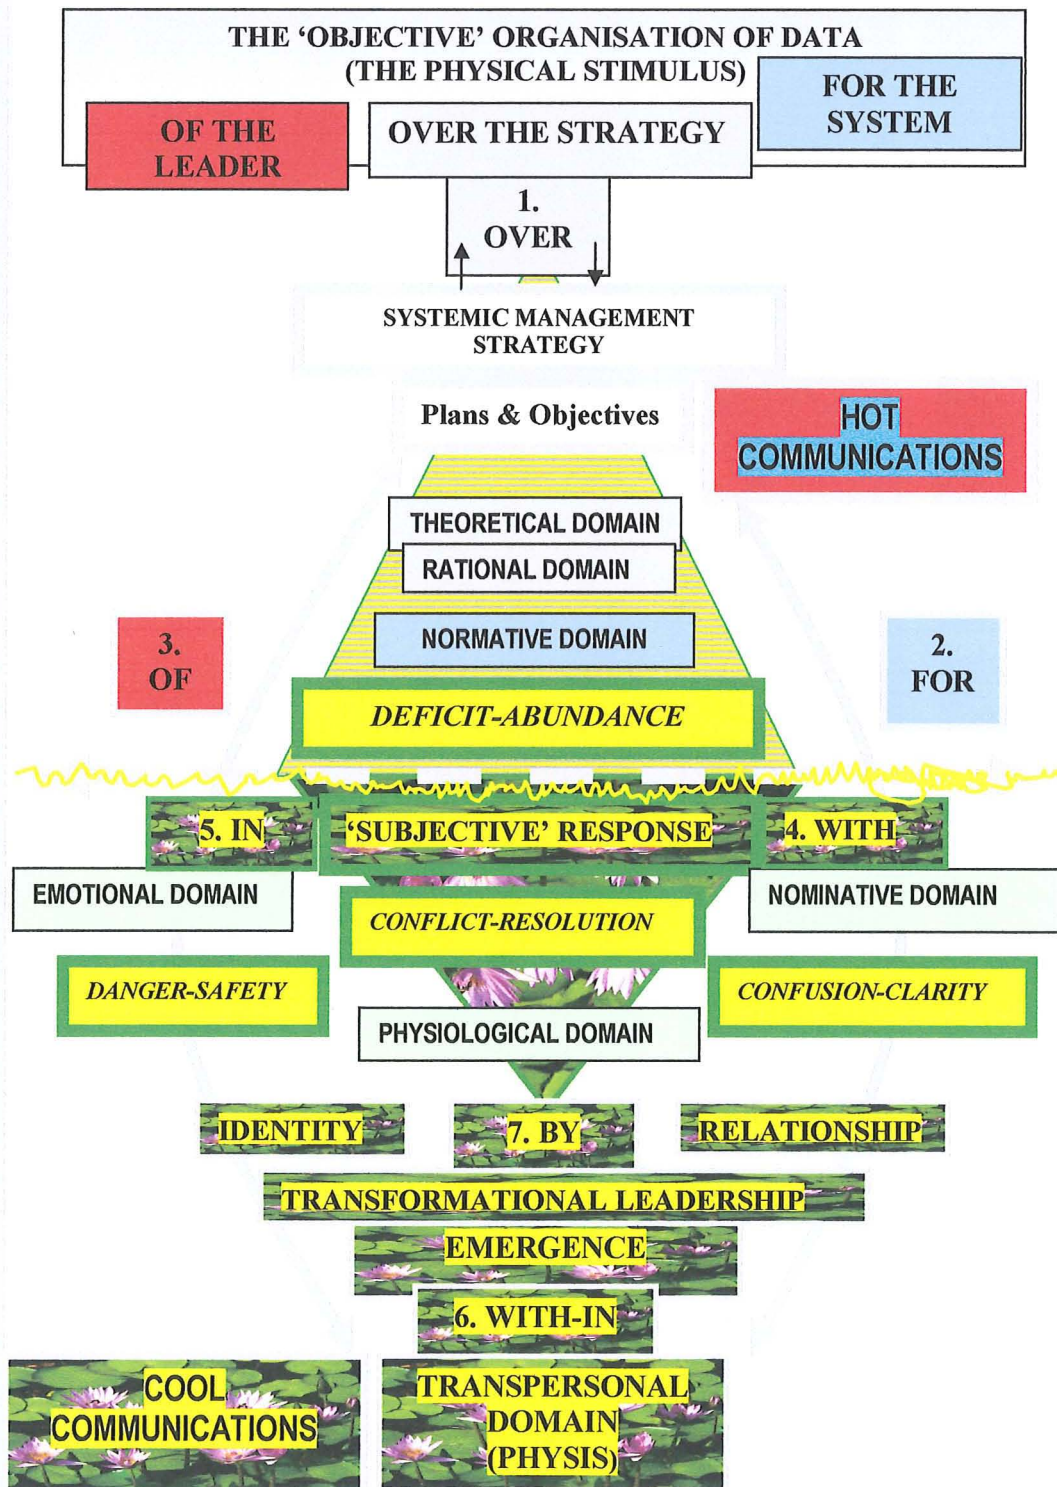 THE ‘OBJECTIVE’ ORGANISATION OF DATA
(THE PHYSICAL STIMULUS)
OF THE
LEADER
OVER THE STRATEGY
FOR THE
SYSTEM
1.
OVER
SYSTEMIC MANAGEMENT
STRATEGY
Plans & Objectives
HOT
COMMUNICATIONS
THEORETICAL DOMAIN
RATIONAL DOMAIN
NORMATIVE DOMAIN
3.
OF
2.
FOR
DEFICIT-ABUNDANCE
5. IN
‘SUBJECTIVE’ RESPONSE
4. WITH
EMOTIONAL DOMAIN
NOMINATIVE DOMAIN
CONFLICT-RESOLUTION
DANGER-SAFETY
CONFUSION-CLARITY
PHYSIOLOGICAL DOMAIN
IDENTITY
7. BY
RELATIONSHIP
TRANSFORMATIONAL LEADERSHIP
EMERGENCE
6. WITH-IN
COOL
COMMUNICATIONS
TRANSPERSONAL
DOMAIN
(PHYSIS)